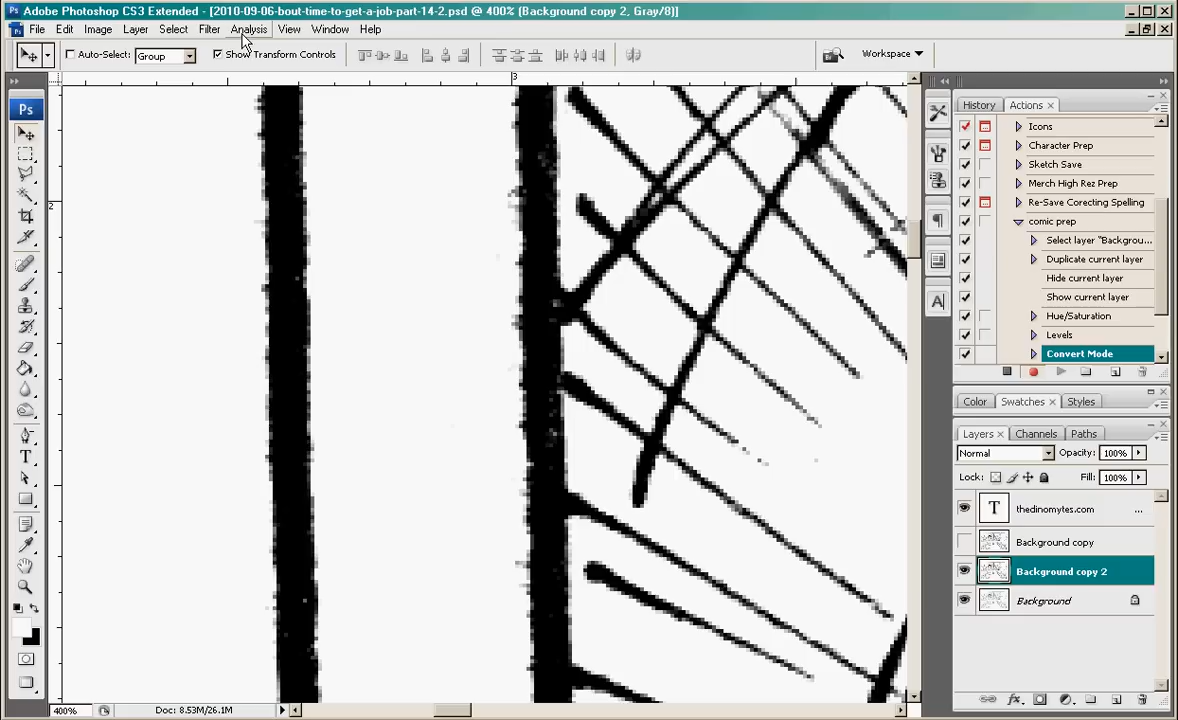 Adobe Photoshop CS3 Extended - [2010-09-06-bout-time-to-get-a-job-part-14-2.psd @ 400% (Background copy 2, Gray/8)]
File Edit Image Layer Select Filter Analysis View Window Help
Auto-Select: Group Show Transform Controls Workspace
3
2
Ps
History Actions
Icons
Character Prep
Sketch Save
Merch High Rez Prep
Re-Save Corecting Spelling
comic prep
Select layer "Backgrou...
Duplicate current layer
Hide current layer
Show current layer
Hue/Saturation
Levels
Convert Mode
Color Swatches Styles
Layers Channels Paths
Normal Opacity: 100%
Lock: Fill: 100%
T thedinomytes.com ...
Background copy
Background copy 2
Background
400% Doc: 8.53M/26.1M